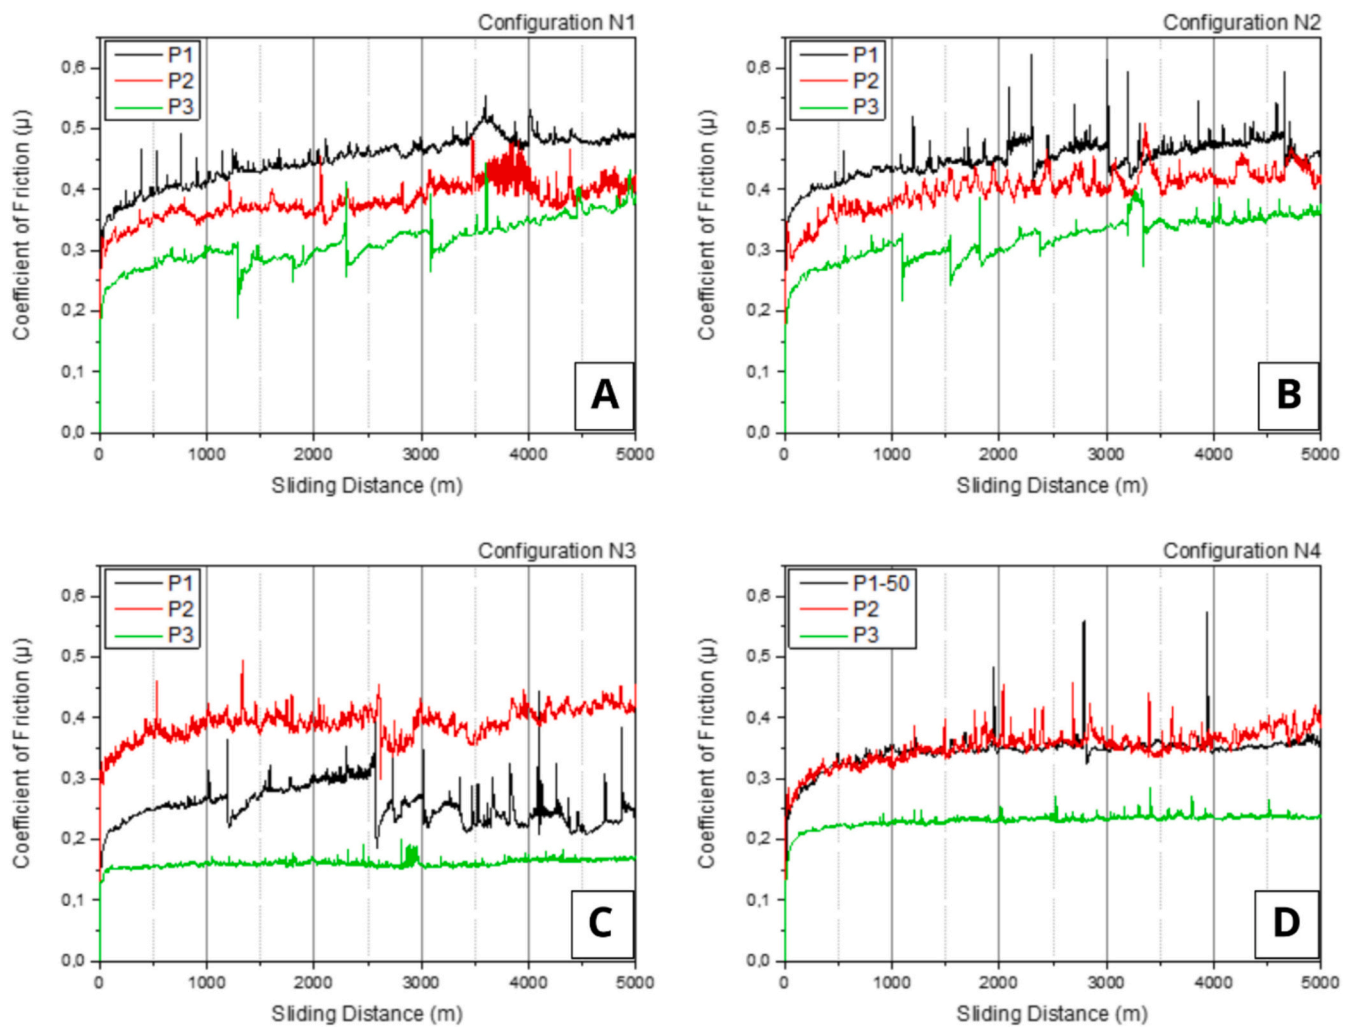 Configuration N1
P1
P2
P3
0,6
0,5
0,4
0,3
0,2
0,1
0,0
Coefficient of Friction (µ)
A
0 1000 2000 3000 4000 5000
Sliding Distance (m)
Configuration N2
P1
P2
P3
0,6
0,5
0,4
0,3
0,2
0,1
0,0
Coefficient of Friction (µ)
B
0 1000 2000 3000 4000 5000
Sliding Distance (m)
Configuration N3
P1
P2
P3
0,6
0,5
0,4
0,3
0,2
0,1
0,0
Coefficient of Friction (µ)
C
0 1000 2000 3000 4000 5000
Sliding Distance (m)
Configuration N4
P1-50
P2
P3
0,6
0,5
0,4
0,3
0,2
0,1
0,0
Coefficient of Friction (µ)
D
0 1000 2000 3000 4000 5000
Sliding Distance (m)